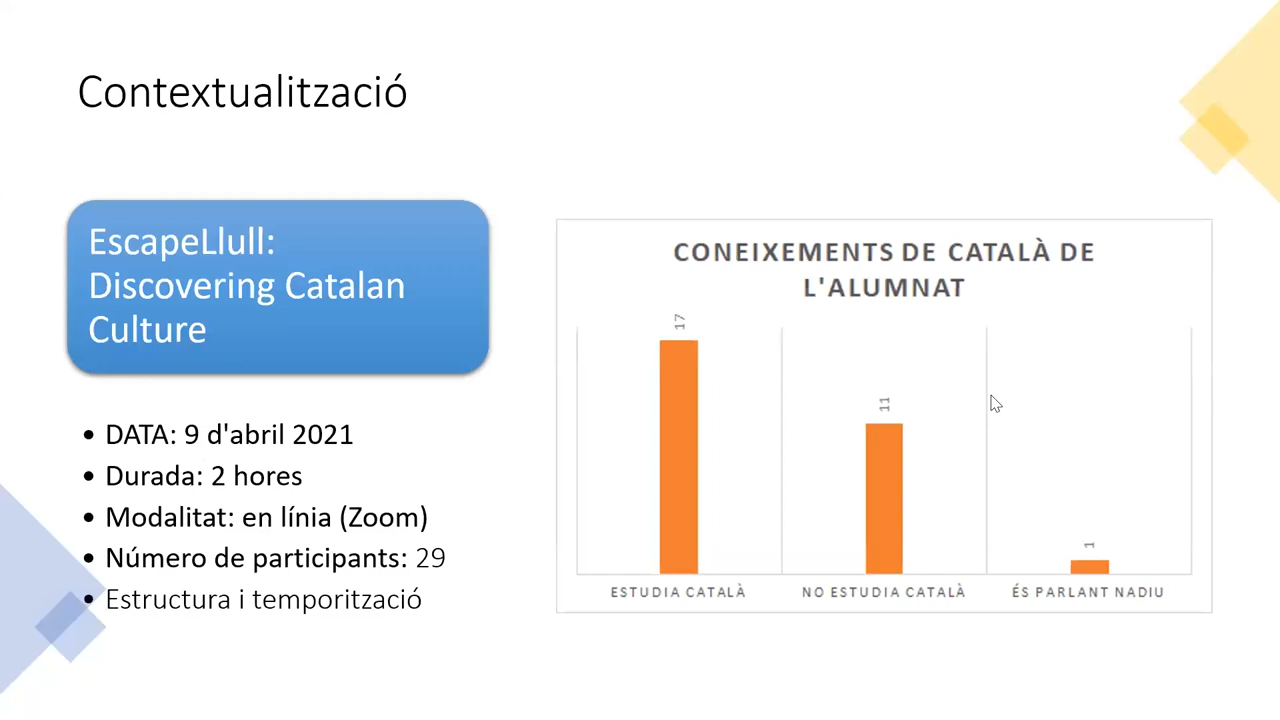 Contextualització
EscapeLlull:
Discovering Catalan
Culture
• DATA: 9 d'abril 2021
• Durada: 2 hores
• Modalitat: en línia (Zoom)
• Número de participants: 29
• Estructura i temporització
CONEIXEMENTS DE CATALÀ DE
L'ALUMNAT
17
11
1
ESTUDIA CATALÀ
NO ESTUDIA CATALÀ
ÉS PARLANT NADIU